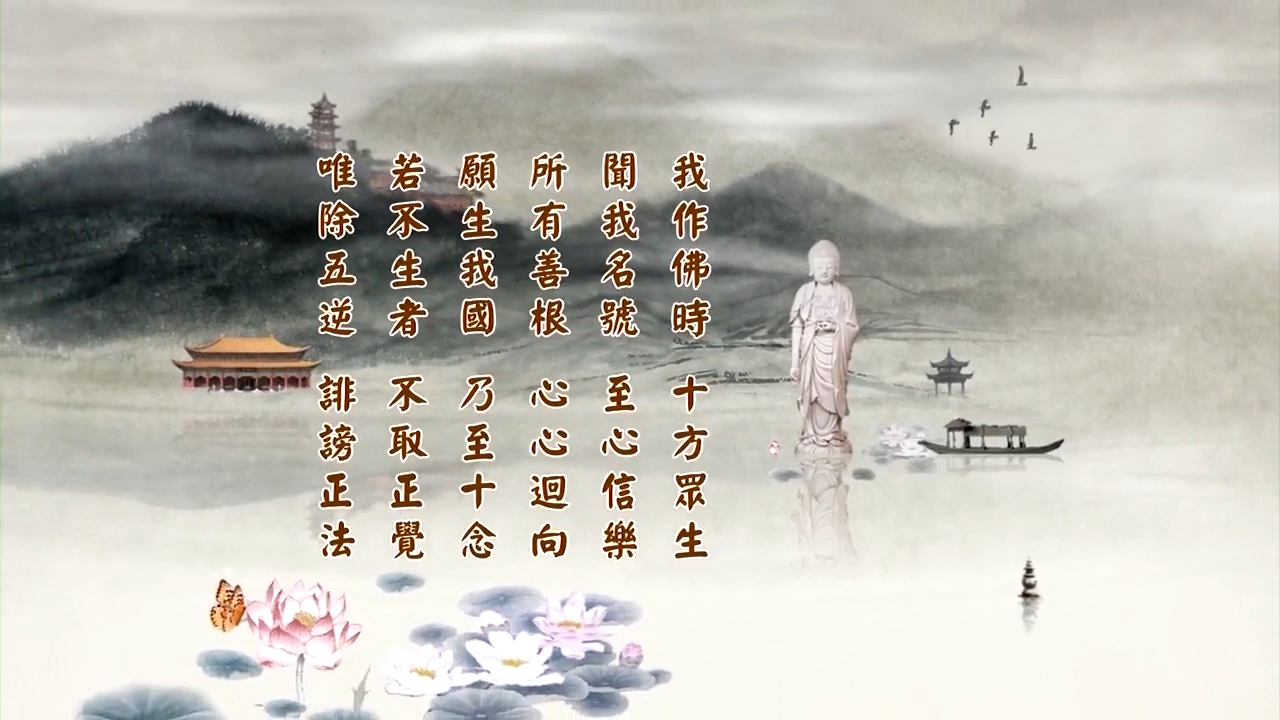 我作佛時 十方眾生
聞我名號 至心信樂
所有善根 心心迴向
願生我國 乃至十念
若不生者 不取正覺
唯除五逆 誹謗正法